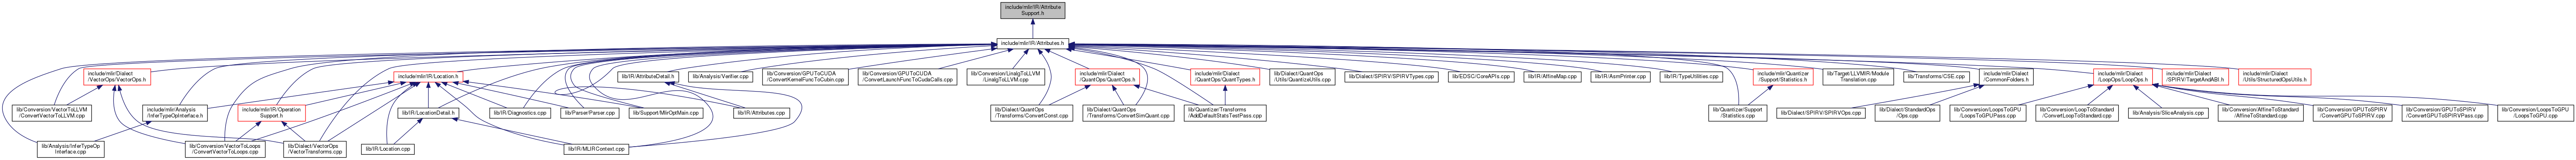 include/mlir/IR/Attribute
Support.h
include/mlir/IR/Attributes.h
include/mlir/Dialect
/VectorOps/VectorOps.h
include/mlir/IR/Location.h
lib/IR/AttributeDetail.h
lib/Analysis/Verifier.cpp
lib/Conversion/GPUToCUDA
/ConvertKernelFuncToCubin.cpp
lib/Conversion/GPUToCUDA
/ConvertLaunchFuncToCudaCalls.cpp
lib/Conversion/LinalgToLLVM
/LinalgToLLVM.cpp
include/mlir/Dialect
/QuantOps/QuantOps.h
include/mlir/Dialect
/QuantOps/QuantTypes.h
lib/Dialect/QuantOps
/Utils/QuantizeUtils.cpp
lib/Dialect/SPIRV/SPIRVTypes.cpp
lib/EDSC/CoreAPIs.cpp
lib/IR/AffineMap.cpp
lib/IR/AsmPrinter.cpp
lib/IR/TypeUtilities.cpp
include/mlir/Quantizer
/Support/Statistics.h
lib/Target/LLVMIR/Module
Translation.cpp
lib/Transforms/CSE.cpp
include/mlir/Dialect
/CommonFolders.h
include/mlir/Dialect
/LoopOps/LoopOps.h
include/mlir/Dialect
/SPIRV/TargetAndABI.h
include/mlir/Dialect
/Linalg/Utils/StructuredOpsUtils.h
lib/Conversion/VectorToLLVM
/ConvertVectorToLLVM.cpp
include/mlir/Analysis
/InferTypeOpInterface.h
include/mlir/IR/Operation
Support.h
lib/IR/LocationDetail.h
lib/IR/Diagnostics.cpp
lib/Parser/Parser.cpp
lib/Support/MlirOptMain.cpp
lib/IR/Attributes.cpp
lib/Dialect/QuantOps
/Transforms/ConvertConst.cpp
lib/Dialect/QuantOps
/Transforms/ConvertSimQuant.cpp
lib/Quantizer/Transforms
/AddDefaultStatsTestPass.cpp
lib/Quantizer/Support
/Statistics.cpp
lib/Dialect/SPIRV/SPIRVOps.cpp
lib/Dialect/StandardOps
/Ops.cpp
lib/Conversion/LoopsToGPU
/LoopsToGPUPass.cpp
lib/Conversion/LoopToStandard
/ConvertLoopToStandard.cpp
lib/Analysis/SliceAnalysis.cpp
lib/Conversion/AffineToStandard
/AffineToStandard.cpp
lib/Conversion/GPUToSPIRV
/ConvertGPUToSPIRV.cpp
lib/Conversion/GPUToSPIRV
/ConvertGPUToSPIRVPass.cpp
lib/Conversion/LoopsToGPU
/LoopsToGPU.cpp
lib/Analysis/InferTypeOp
Interface.cpp
lib/Conversion/VectorToLoops
/ConvertVectorToLoops.cpp
lib/Dialect/VectorOps
/VectorTransforms.cpp
lib/IR/Location.cpp
lib/IR/MLIRContext.cpp